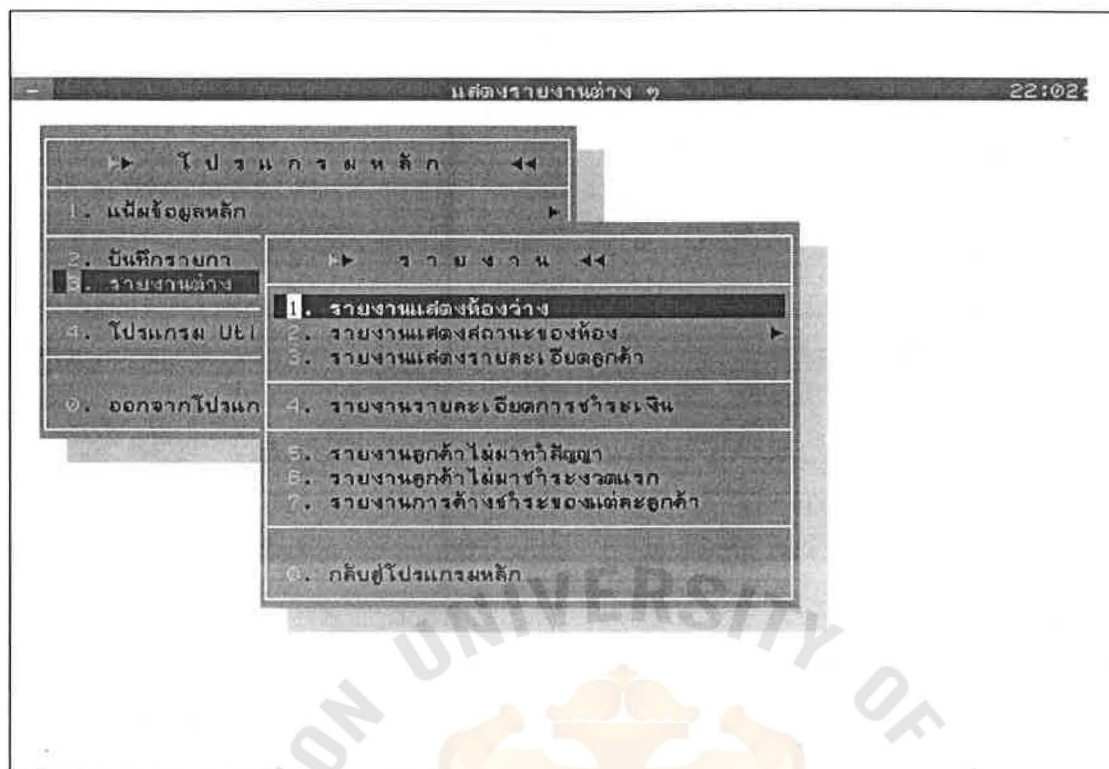 แสดงรายงานต่าง ๆ 22:02:
โ ป ร แ ก ร ม ห ลั ก
1. แฟ้มข้อมูลหลัก
2. บันทึกรายกา
3. รายงานต่าง
4. โปรแกรม Uti
0. ออกจากโปรแก
ร า ย ง า น
1. รายงานแสดงห้องว่าง
2. รายงานแสดงสถานะของห้อง
3. รายงานแสดงรายละเอียดลูกค้า
4. รายงานรายละเอียดการชำระเงิน
5. รายงานลูกค้าไม่มาทำสัญญา
6. รายงานลูกค้าไม่มาชำระงวดแรก
7. รายงานการค้างชำระของแต่ละลูกค้า
0. กลับสู่โปรแกรมหลัก
UNIVERSITY OF